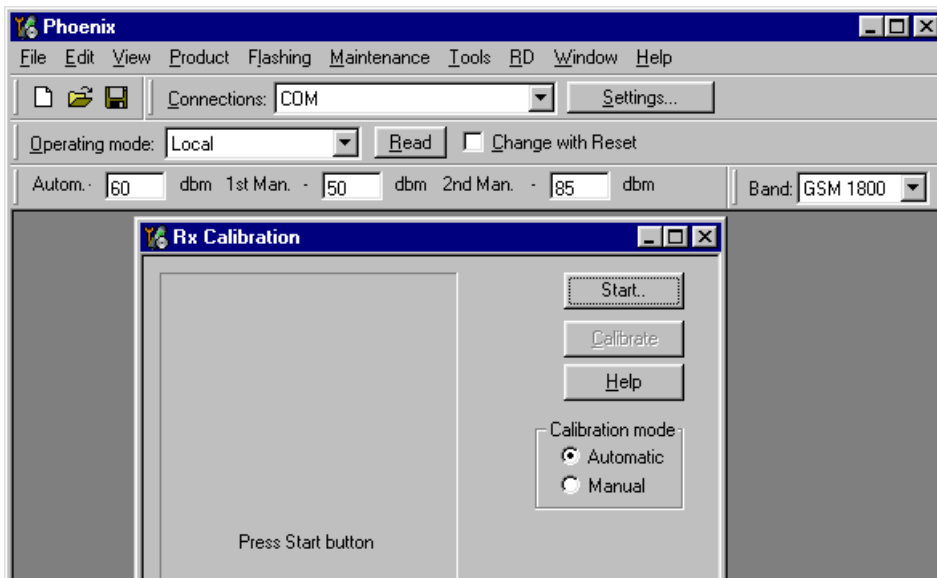 Phoenix
File Edit View Product Flashing Maintenance Tools RD Window Help
Connections: COM Settings...
Operating mode: Local Read Change with Reset
Autom. - 60 dbm 1st Man. - 50 dbm 2nd Man. - 85 dbm Band: GSM 1800
Rx Calibration
Start..
Calibrate
Help
Calibration mode
Automatic
Manual
Press Start button